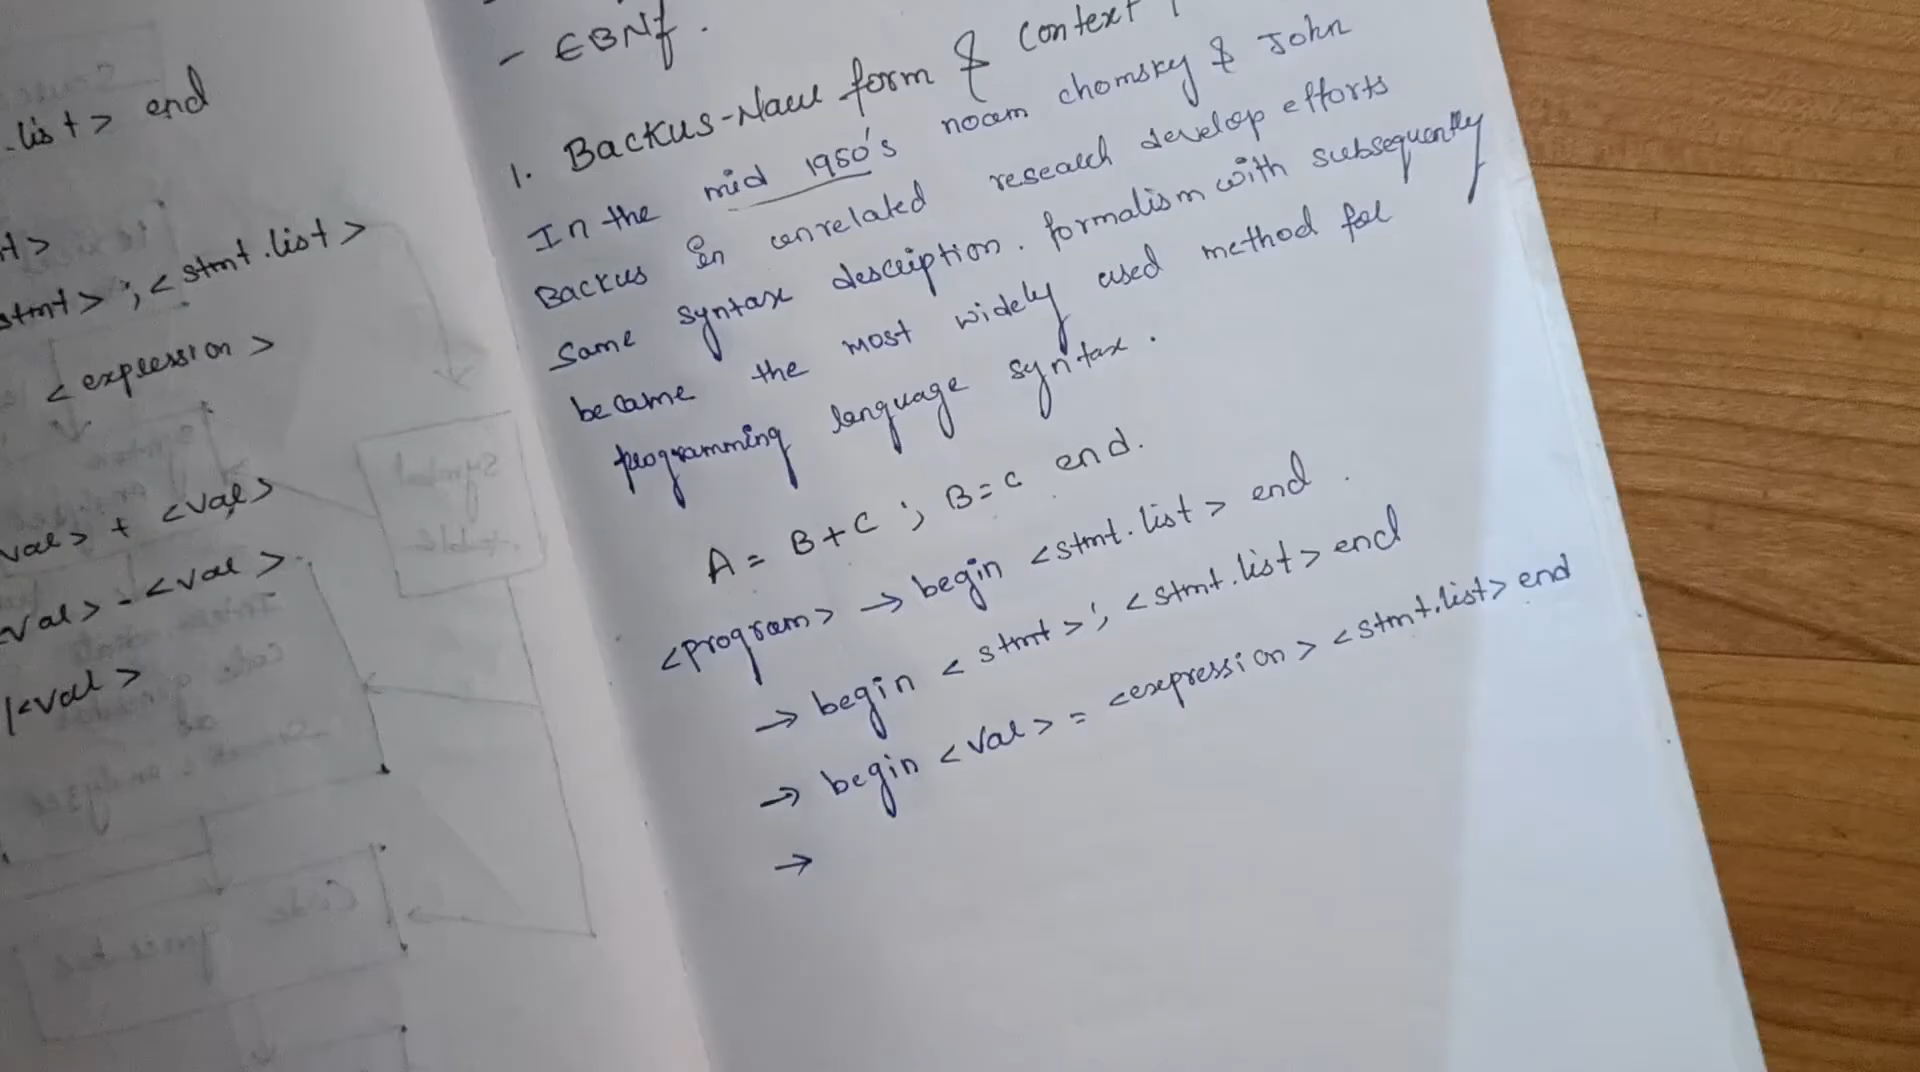 .list> end
t>
stmt> ; <stmt.list>
<expression>
val> + <val>
<val> - <val>
|<val>
- EBNf.
1. Backus-Naur form & context
In the mid 1950's noam chomsky & John
Backus in unrelated research develop efforts
Same syntax description. formalism with subsequently
became the most widely used method for
programming language syntax.
A = B+C ; B=C end.
<program> → begin <stmt.list> end.
→ begin <stmt> ; <stmt.list> end
→ begin <val> = <expression> <stmt.list> end
→